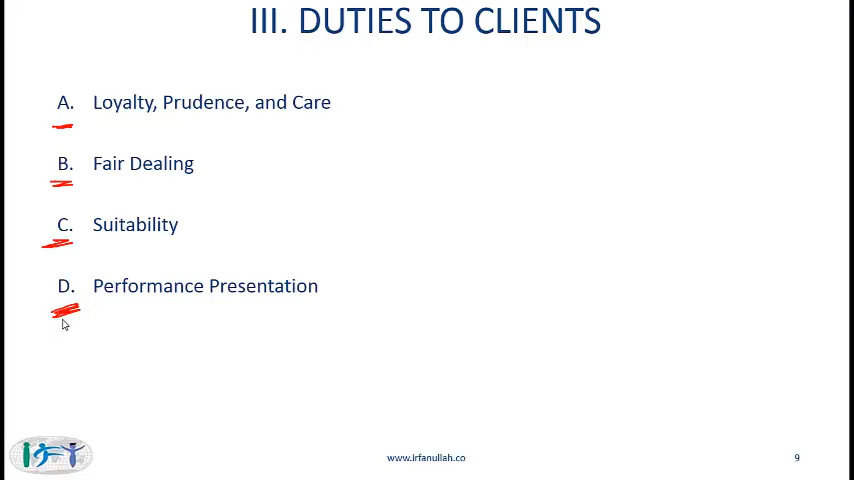 III. DUTIES TO CLIENTS
A. Loyalty, Prudence, and Care
B. Fair Dealing
C. Suitability
D. Performance Presentation
www.irfanullah.co
9